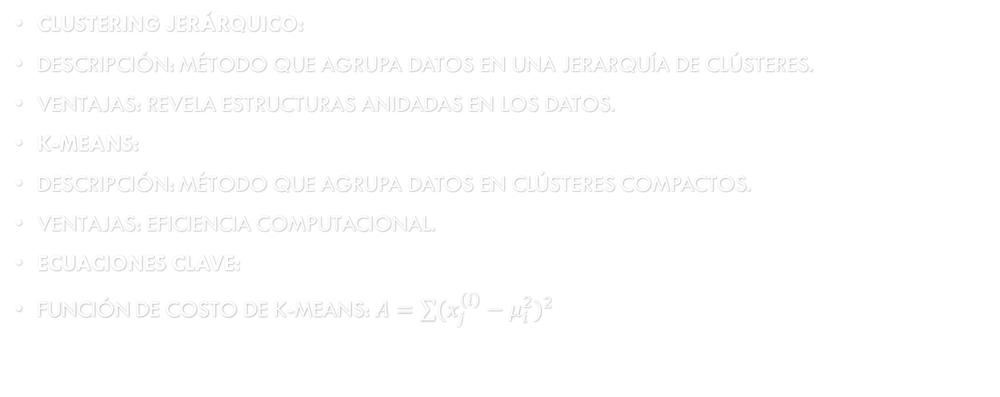 • CLUSTERING JERÁRQUICO:
• DESCRIPCIÓN: MÉTODO QUE AGRUPA DATOS EN UNA JERARQUÍA DE CLÚSTERES.
• VENTAJAS: REVELA ESTRUCTURAS ANIDADAS EN LOS DATOS.
• K-MEANS:
• DESCRIPCIÓN: MÉTODO QUE AGRUPA DATOS EN CLÚSTERES COMPACTOS.
• VENTAJAS: EFICIENCIA COMPUTACIONAL.
• ECUACIONES CLAVE:
• FUNCIÓN DE COSTO DE K-MEANS: $A = \sum (x_j^{(i)} - \mu_i^2)^2$